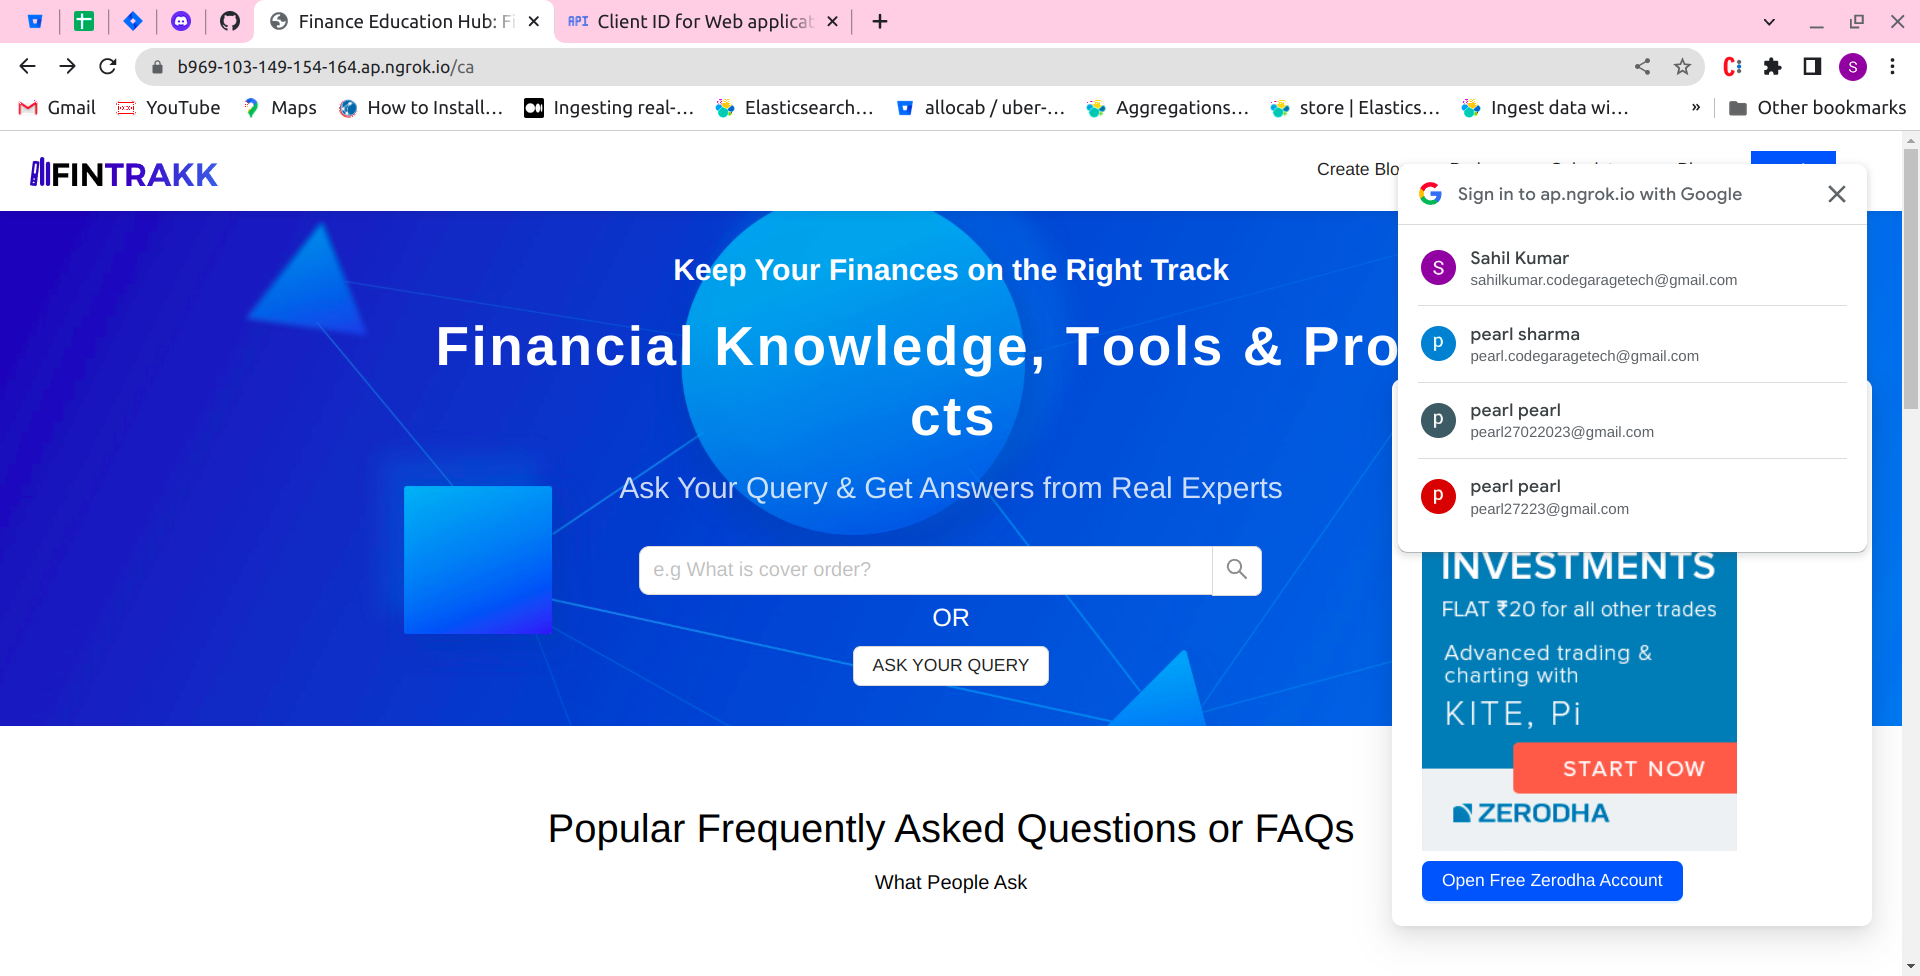 Finance Education Hub: Fi
API Client ID for Web applicat
b969-103-149-154-164.ap.ngrok.io/ca
S
Gmail YouTube Maps How to Install… Ingesting real-… Elasticsearch… allocab / uber-… Aggregations… store | Elastics… Ingest data wi… » Other bookmarks
FINTRAKK
Create Blo
Sign in to ap.ngrok.io with Google
S Sahil Kumar
sahilkumar.codegaragetech@gmail.com
p pearl sharma
pearl.codegaragetech@gmail.com
p pearl pearl
pearl27022023@gmail.com
p pearl pearl
pearl27223@gmail.com
Keep Your Finances on the Right Track
Financial Knowledge, Tools & Pro
cts
Ask Your Query & Get Answers from Real Experts
e.g What is cover order?
OR
ASK YOUR QUERY
INVESTMENTS
FLAT ₹20 for all other trades
Advanced trading &
charting with
KITE, Pi
START NOW
ZERODHA
Open Free Zerodha Account
Popular Frequently Asked Questions or FAQs
What People Ask